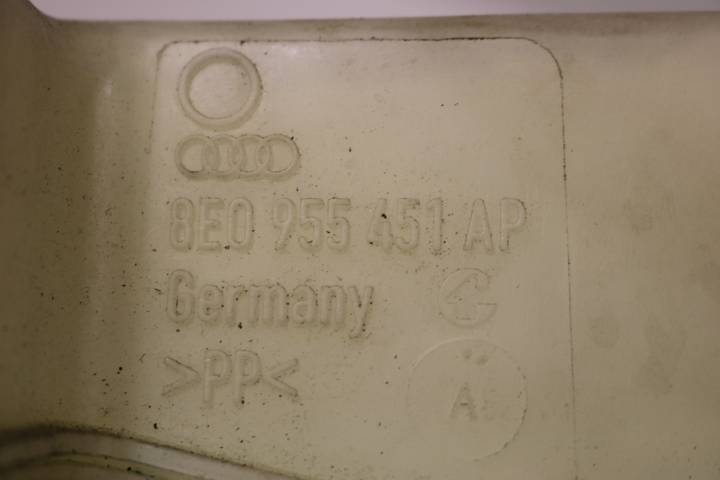 8E0 955 451 AP
Germany
>PP<
A